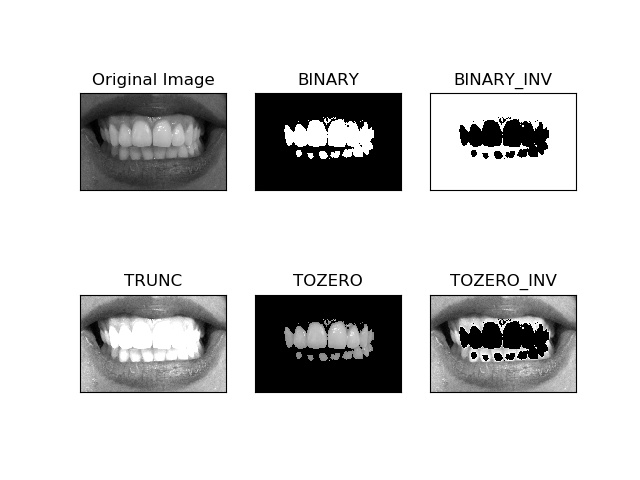 Original Image
BINARY
BINARY_INV
TRUNC
TOZERO
TOZERO_INV